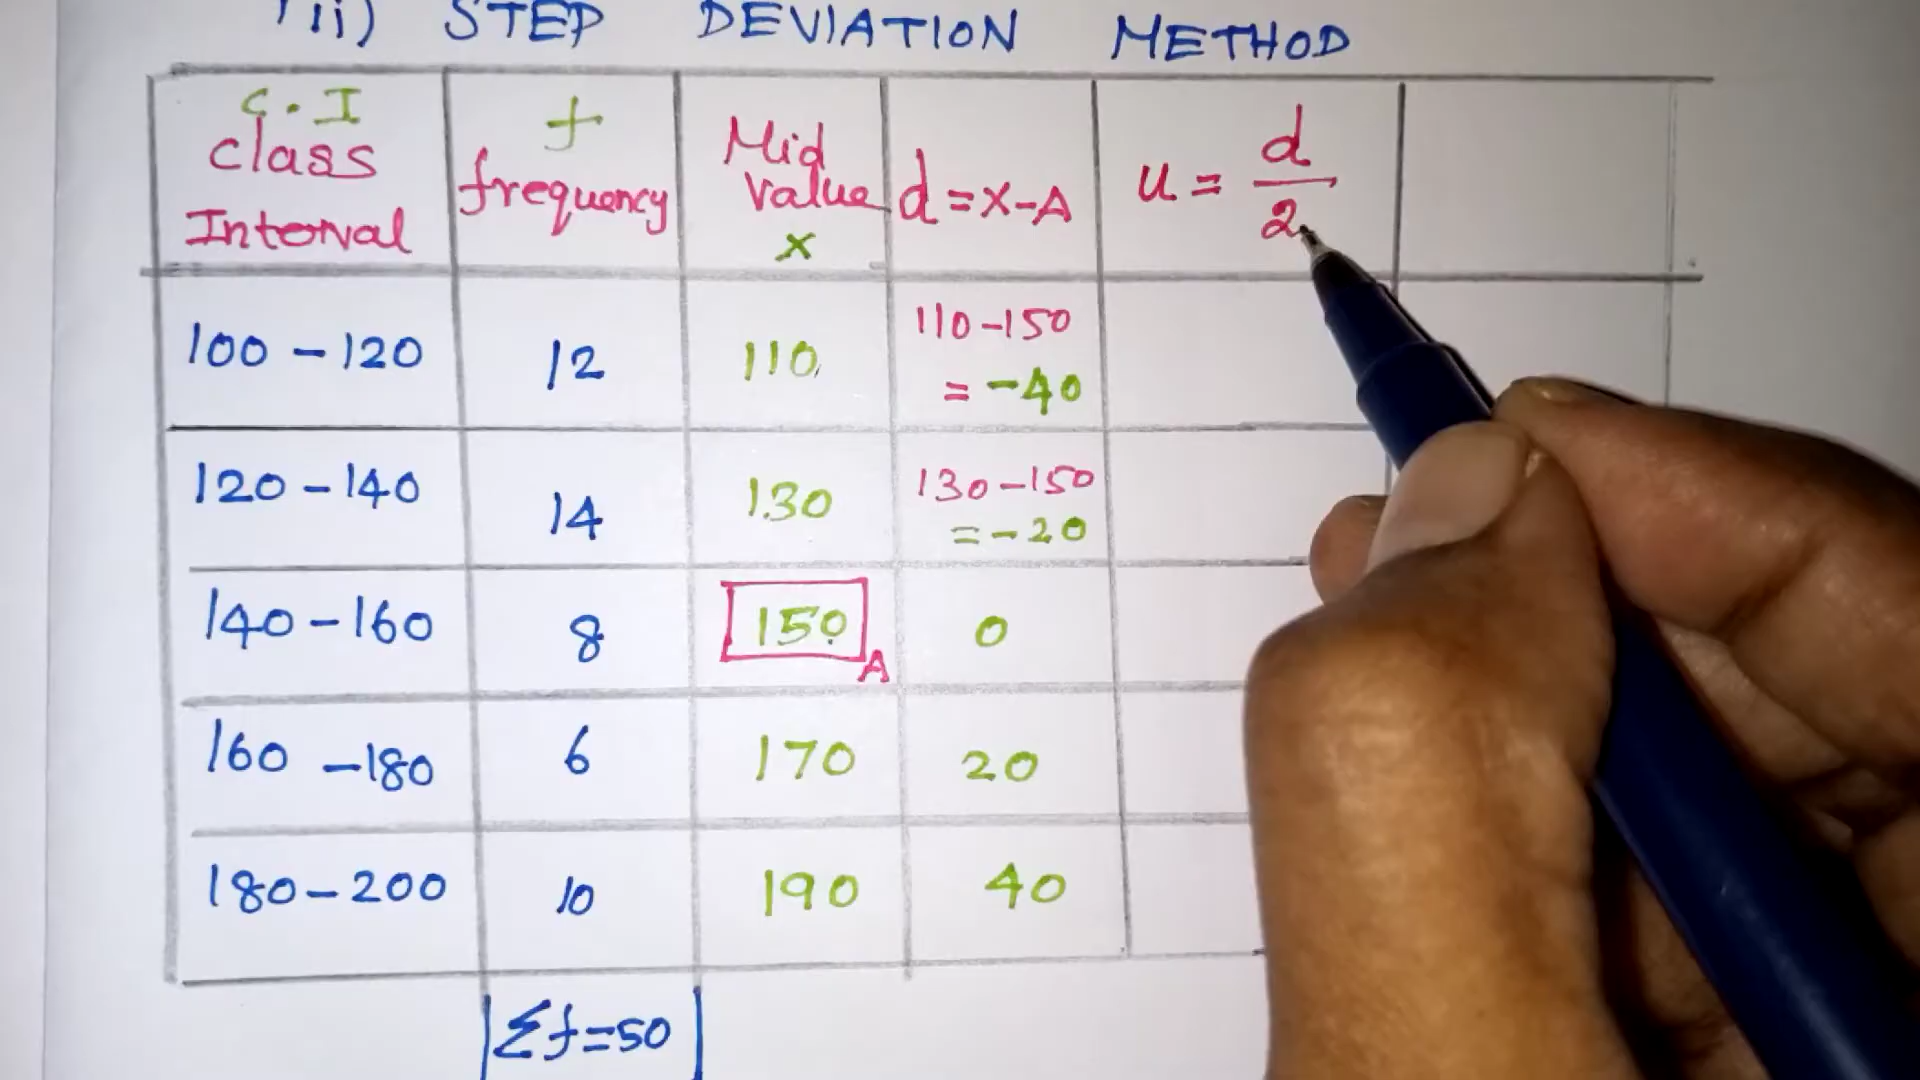 ii) STEP DEVIATION METHOD
C.I
class
Interval
f
frequency
Mid
Value
x
d = x-A
u = d
2
100 - 120
12
110
110-150
= -40
120 - 140
14
130
130-150
= -20
140 - 160
8
150
A
0
160 - 180
6
170
20
180 - 200
10
190
40
Σf=50